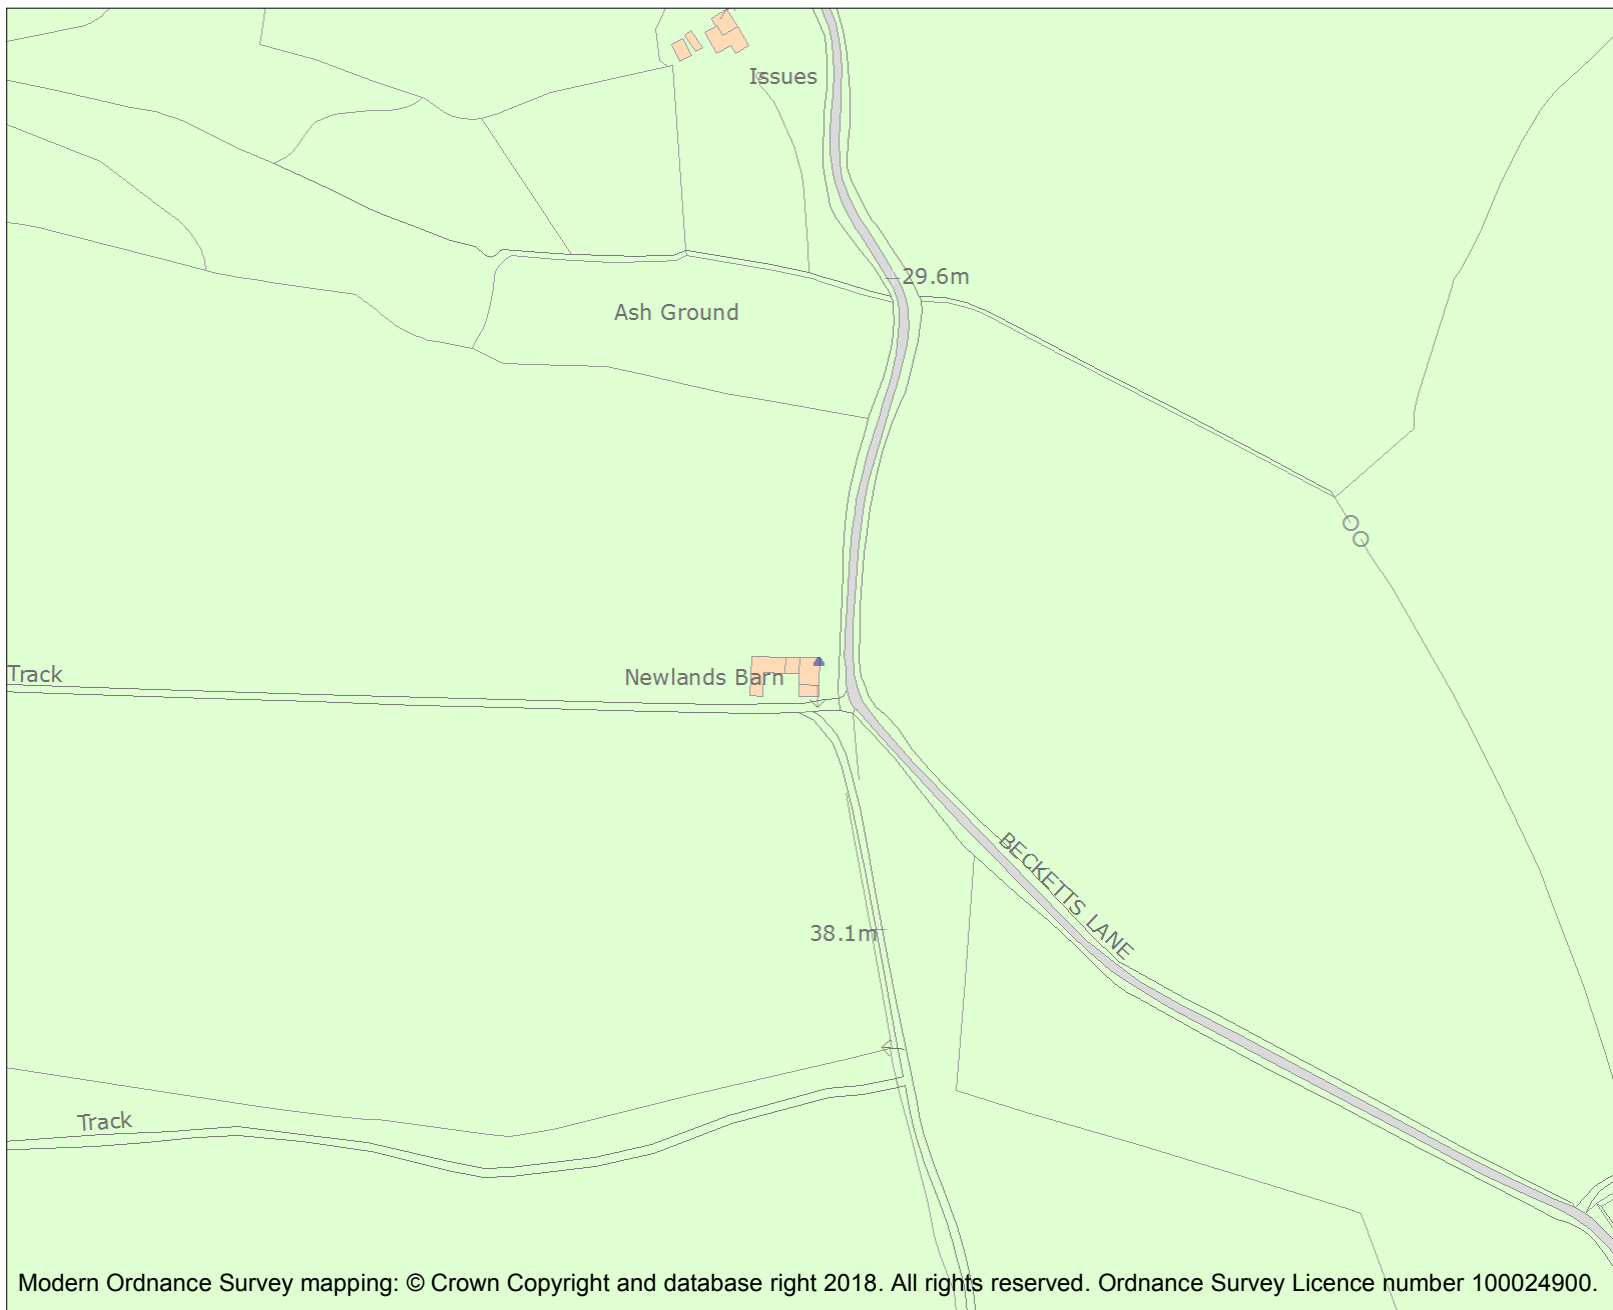 Issues
29.6m
Ash Ground
Track
Newlands Barn
BECKETTS LANE
38.1m
Track
Modern Ordnance Survey mapping: © Crown Copyright and database right 2018. All rights reserved. Ordnance Survey Licence number 100024900.